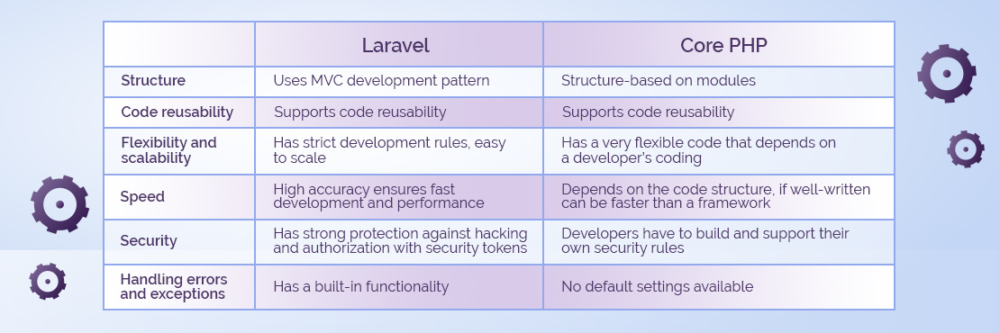 Laravel
Core PHP
Structure
Uses MVC development pattern
Structure-based on modules
Code reusability
Supports code reusability
Supports code reusability
Flexibility and
scalability
Has strict development rules, easy
to scale
Has a very flexible code that depends on
a developer's coding
Speed
High accuracy ensures fast
development and performance
Depends on the code structure, if well-written
can be faster than a framework
Security
Has strong protection against hacking
and authorization with security tokens
Developers have to build and support their
own security rules
Handling errors
and exceptions
Has a built-in functionality
No default settings available